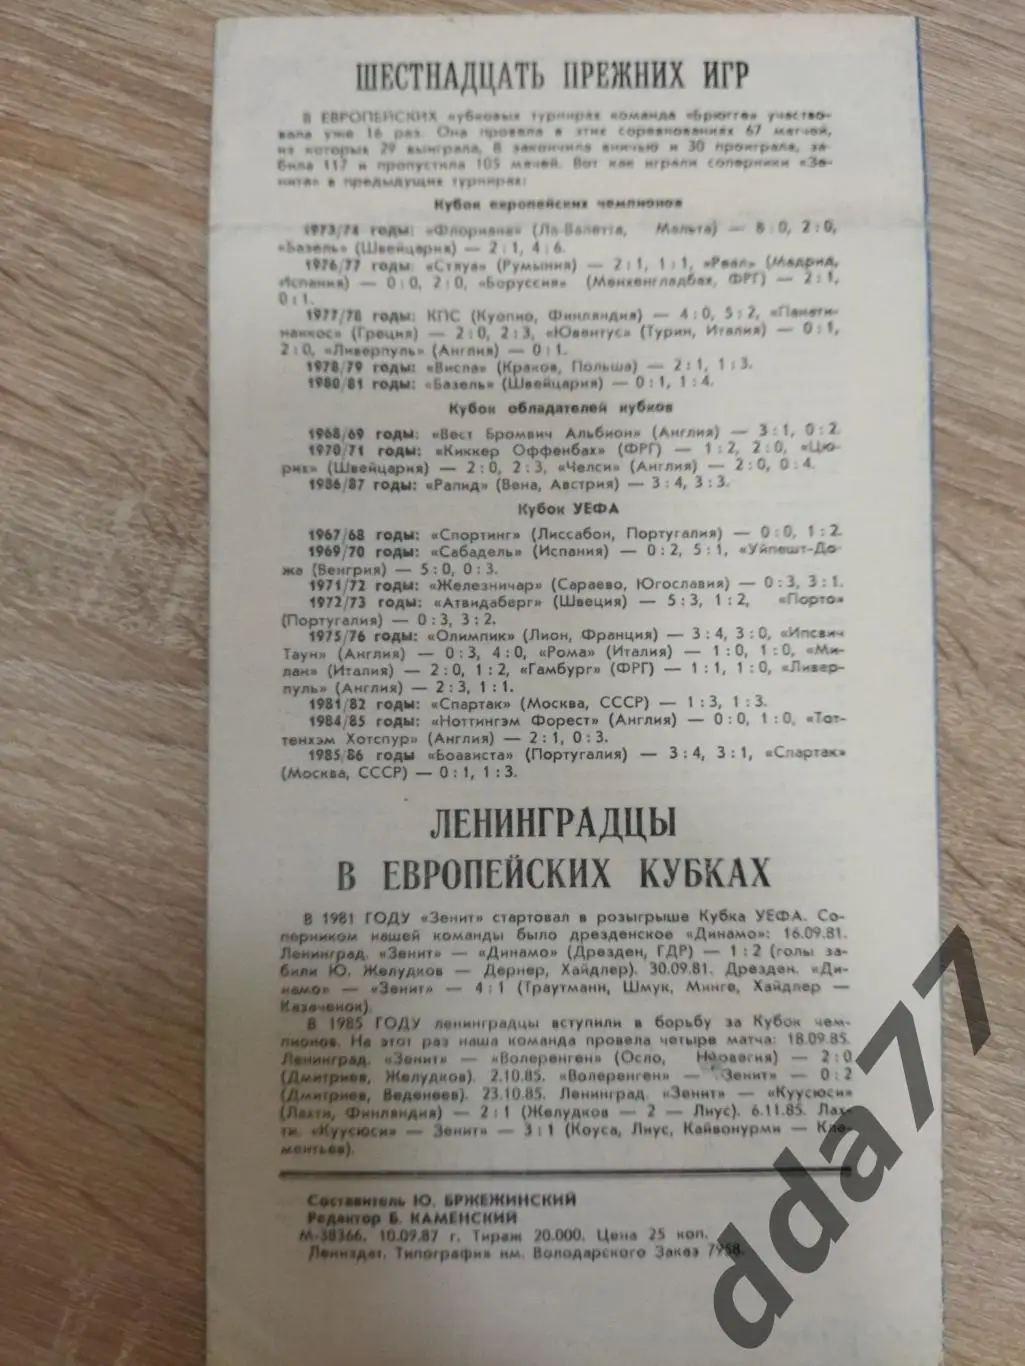 ШЕСТНАДЦАТЬ ПРЕЖНИХ ИГР
В ЕВРОПЕЙСКИХ кубковых турнирах команда «Брюгге» участво-
вала уже 16 раз. Она провела в этих соревнованиях 67 матчей,
из которых 29 выиграла, 8 закончила вничью и 30 проиграла, за-
била 117 и пропустила 105 мячей. Вот как играли соперники «Зе-
нита» в предыдущих турнирах:
Кубок европейских чемпионов
1973/74 годы: «Флориана» (Ла-Валетта, Мальта) — 8:0, 2:0,
«Базель» (Швейцария) — 2:1, 4:6.
1976/77 годы: «Стяуа» (Румыния) — 2:1, 1:1, «Реал» (Мадрид,
Испания) — 0:0, 2:0, «Боруссия» (Менхенгладбах, ФРГ) — 2:1,
0:1.
1977/78 годы: КПС (Куопио, Финляндия) — 4:0, 5:2, «Панати-
наикос» (Греция) — 2:0, 2:3, «Ювентус» (Турин, Италия) — 0:1,
2:0, «Ливерпуль» (Англия) — 0:1.
1978/79 годы: «Висла» (Краков, Польша) — 2:1, 1:3.
1980/81 годы: «Базель» (Швейцария) — 0:1, 1:4.
Кубок обладателей кубков
1968/69 годы: «Вест Бромвич Альбион» (Англия) — 3:1, 0:2.
1970/71 годы: «Киккер Оффенбах» (ФРГ) — 1:2, 2:0, «Цю-
рих» (Швейцария) — 2:0, 2:3, «Челси» (Англия) — 2:0, 0:4.
1986/87 годы: «Рапид» (Вена, Австрия) — 3:4, 3:3.
Кубок УЕФА
1967/68 годы: «Спортинг» (Лиссабон, Португалия) — 0:0, 1:2.
1969/70 годы: «Сабадель» (Испания) — 0:2, 5:1, «Уйпешт-До-
жа (Венгрия) — 5:0, 0:3.
1971/72 годы: «Железничар» (Сараево, Югославия) — 0:3, 3:1.
1972/73 годы: «Атвидаберг» (Швеция) — 5:3, 1:2, «Порто»
(Португалия) — 0:3, 3:2.
1975/76 годы: «Олимпик» (Лион, Франция) — 3:4, 3:0, «Ипсвич
Таун» (Англия) — 0:3, 4:0, «Рома» (Италия) — 1:0, 1:0, «Ми-
лан» (Италия) — 2:0, 1:2, «Гамбург» (ФРГ) — 1:1, 1:0, «Ливер-
пуль» (Англия) — 2:3, 1:1.
1981/82 годы: «Спартак» (Москва, СССР) — 1:3, 1:3.
1984/85 годы: «Ноттингэм Форест» (Англия) — 0:0, 1:0, «Тот-
тенхэм Хотспур» (Англия) — 2:1, 0:3.
1985/86 годы «Боависта» (Португалия) — 3:4, 3:1, «Спартак»
(Москва, СССР) — 0:1, 1:3.
ЛЕНИНГРАДЦЫ
В ЕВРОПЕЙСКИХ КУБКАХ
В 1981 ГОДУ «Зенит» стартовал в розыгрыше Кубка УЕФА. Со-
перником нашей команды было дрезденское «Динамо»: 16.09.81.
Ленинград. «Зенит» — «Динамо» (Дрезден, ГДР) — 1:2 (голы за-
били Ю. Желудков — Дернер, Хайдлер). 30.09.81. Дрезден. «Ди-
намо» — «Зенит» — 4:1 (Траутманн, Шмук, Минге, Хайдлер —
Казаченок).
В 1985 ГОДУ ленинградцы вступили в борьбу за Кубок чем-
пионов. На этот раз наша команда провела четыре матча: 18.09.85.
Ленинград. «Зенит» — «Волеренген» (Осло, Норвегия) — 2:0
(Дмитриев, Желудков). 2.10.85. «Волеренген» — Зенит» — 0:2
(Дмитриев, Веденеев). 23.10.85. Ленинград. «Зенит» — «Куусюси»
(Лахти, Финляндия) — 2:1 (Желудков — 2 — Лиус). 6.11.85. Лах-
ти. «Куусюси» — Зенит» — 3:1 (Коуса, Лиус, Кайвонурми — Кле-
ментьев).
Составитель Ю. БРЖЕЖИНСКИЙ
Редактор Б. КАМЕНСКИЙ
М-38366. 10.09.87 г. Тираж 20.000. Цена 25 коп.
Лениздат. Типография им. Володарского Заказ 7958.
dda77